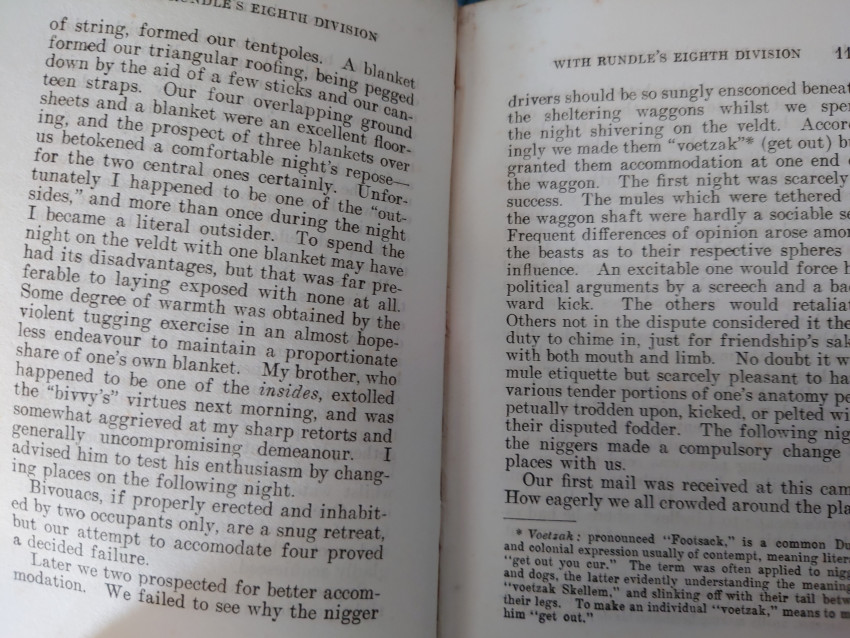 RUNDLE'S EIGHTH DIVISION
of string, formed our tentpoles. A blanket
formed our triangular roofing, being pegged
down by the aid of a few sticks and our can-
teen straps. Our four overlapping ground
sheets and a blanket were an excellent floor-
ing, and the prospect of three blankets over
us betokened a comfortable night's repose—
for the two central ones certainly. Unfor-
tunately I happened to be one of the "out-
sides," and more than once during the night
I became a literal outsider. To spend the
night on the veldt with one blanket may have
had its disadvantages, but that was far pre-
ferable to laying exposed with none at all.
Some degree of warmth was obtained by the
violent tugging exercise in an almost hope-
less endeavour to maintain a proportionate
share of one's own blanket. My brother, who
happened to be one of the insides, extolled
the "bivvy's" virtues next morning, and was
somewhat aggrieved at my sharp retorts and
generally uncompromising demeanour. I
advised him to test his enthusiasm by chang-
ing places on the following night.
Bivouacs, if properly erected and inhabit-
ed by two occupants only, are a snug retreat,
but our attempt to accomodate four proved
a decided failure.
Later we two prospected for better accom-
modation. We failed to see why the nigger
WITH RUNDLE'S EIGHTH DIVISION 11
drivers should be so sungly ensconced beneat
the sheltering waggons whilst we spe
the night shivering on the veldt. Accor
ingly we made them "voetzak"* (get out) bu
granted them accommodation at one end
the waggon. The first night was scarcely
success. The mules which were tethered
the waggon shaft were hardly a sociable se
Frequent differences of opinion arose amon
the beasts as to their respective spheres
influence. An excitable one would force h
political arguments by a screech and a ba
ward kick. The others would retaliat
Others not in the dispute considered it the
duty to chime in, just for friendship's sak
with both mouth and limb. No doubt it w
mule etiquette but scarcely pleasant to ha
various tender portions of one's anatomy pe
petually trodden upon, kicked, or pelted wi
their disputed fodder. The following nig
the niggers made a compulsory change
places with us.
Our first mail was received at this cam
How eagerly we all crowded around the pla
* Voetzak: pronounced "Footsack," is a common Du
and colonial expression usually of contempt, meaning liter
"get out you cur." The term was often applied to nigg
and dogs, the latter evidently understanding the meaning
"voetzak Skellem," and slinking off with their tail betw
their legs. To make an individual "voetzak," means to m
him "get out."